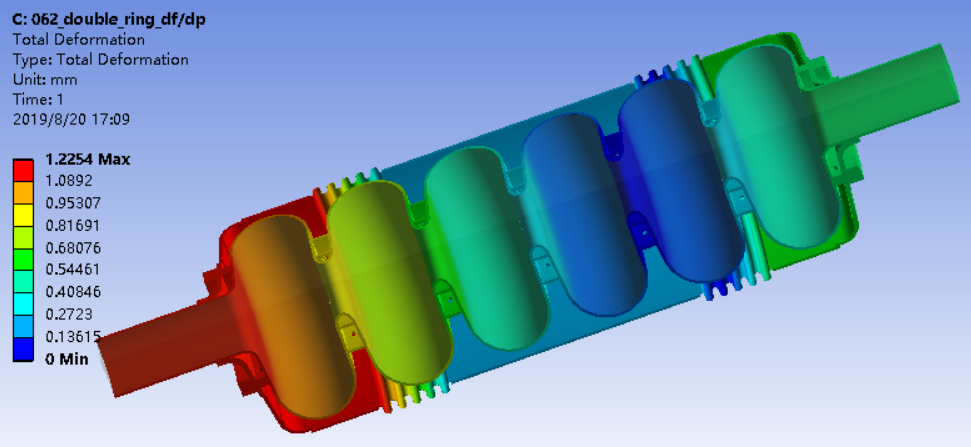 C: 062_double_ring_df/dp
Total Deformation
Type: Total Deformation
Unit: mm
Time: 1
2019/8/20 17:09
1.2254 Max
1.0892
0.95307
0.81691
0.68076
0.54461
0.40846
0.2723
0.13615
0 Min